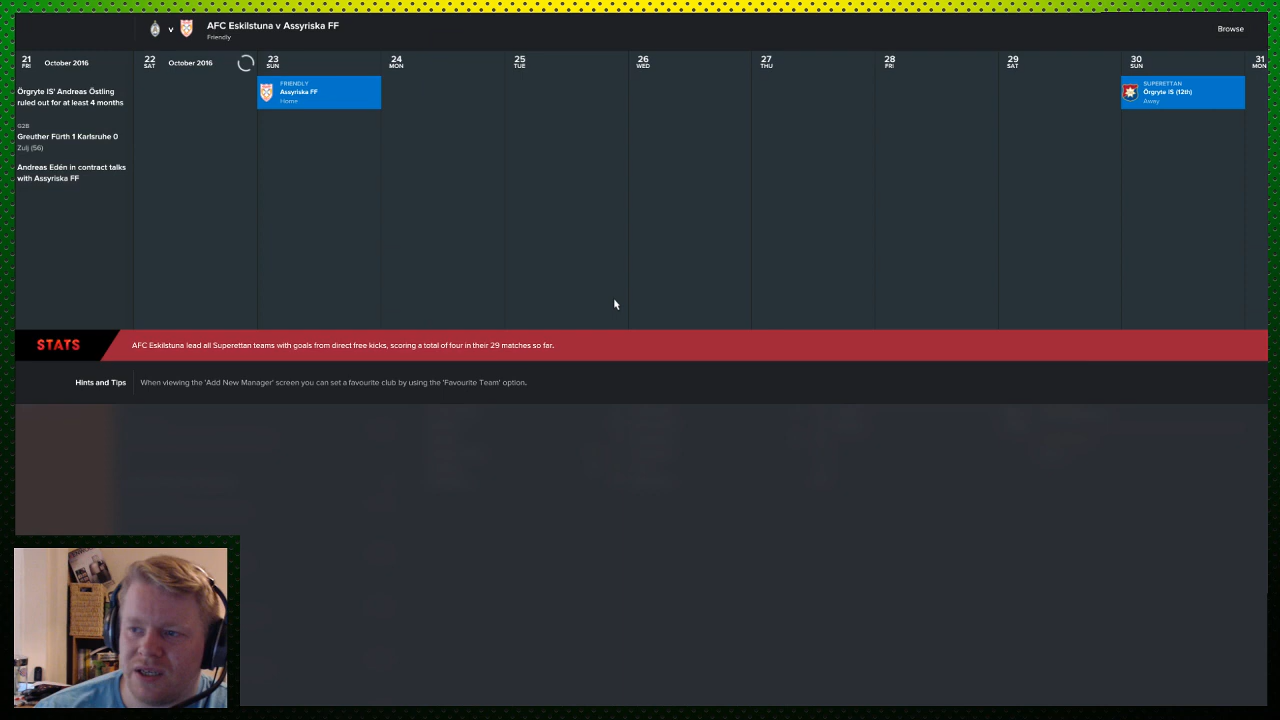 v
AFC Eskilstuna v Assyriska FF
Friendly
Browse
21 FRI October 2016
22 SAT October 2016
23 SUN
24 MON
25 TUE
26 WED
27 THU
28 FRI
29 SAT
30 SUN
31 MON
Örgryte IS' Andreas Östling
ruled out for at least 4 months
G2B
Greuther Fürth 1 Karlsruhe 0
Zulj (56)
Andreas Edén in contract talks
with Assyriska FF
FRIENDLY
Assyriska FF
Home
SUPERETTAN
Örgryte IS (12th)
Away
STATS
AFC Eskilstuna lead all Superettan teams with goals from direct free kicks, scoring a total of four in their 29 matches so far.
Hints and Tips
When viewing the 'Add New Manager' screen you can set a favourite club by using the 'Favourite Team' option.